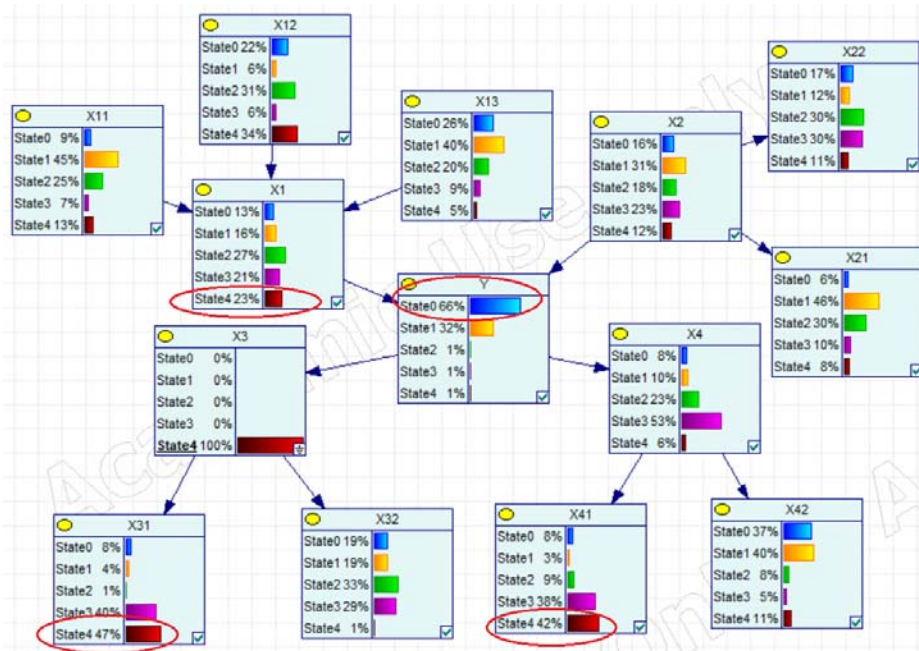 X12
State0 22%
State1 6%
State2 31%
State3 6%
State4 34%
X22
State0 17%
State1 12%
State2 30%
State3 30%
State4 11%
X11
State0 9%
State1 45%
State2 25%
State3 7%
State4 13%
X13
State0 26%
State1 40%
State2 20%
State3 9%
State4 5%
X2
State0 16%
State1 31%
State2 18%
State3 23%
State4 12%
X1
State0 13%
State1 16%
State2 27%
State3 21%
State4 23%
X21
State0 6%
State1 46%
State2 30%
State3 10%
State4 8%
Y
State0 66%
State1 32%
State2 1%
State3 1%
State4 1%
X3
State0 0%
State1 0%
State2 0%
State3 0%
State4 100%
X4
State0 8%
State1 10%
State2 23%
State3 53%
State4 6%
X31
State0 8%
State1 4%
State2 1%
State3 40%
State4 47%
X32
State0 19%
State1 19%
State2 33%
State3 29%
State4 1%
X41
State0 8%
State1 3%
State2 9%
State3 38%
State4 42%
X42
State0 37%
State1 40%
State2 8%
State3 5%
State4 11%